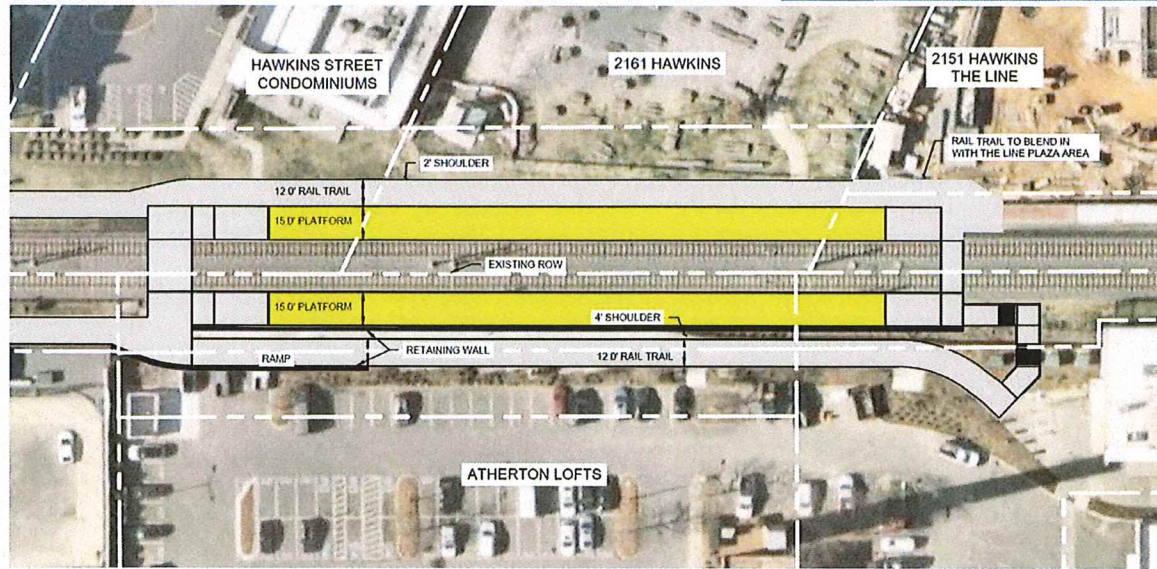 HAWKINS STREET
CONDOMINIUMS
2161 HAWKINS
2151 HAWKINS
THE LINE
RAIL TRAIL TO BLEND IN
WITH THE LINE PLAZA AREA
2' SHOULDER
12.0' RAIL TRAIL
15.0' PLATFORM
EXISTING ROW
15.0' PLATFORM
4' SHOULDER
RETAINING WALL
RAMP
12.0' RAIL TRAIL
ATHERTON LOFTS